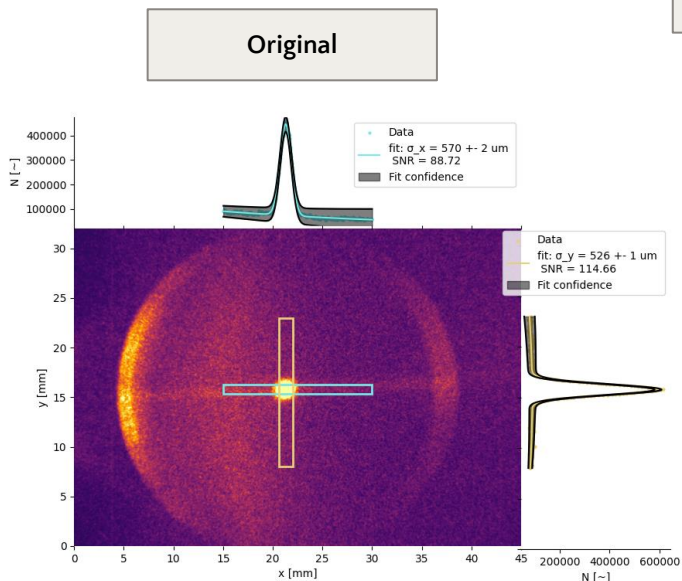 Original
400000
300000
200000
100000
N [~]
Data
fit: σ_x = 570 +- 2 um
SNR = 88.72
Fit confidence
30
25
20
15
10
5
0
y [mm]
0 5 10 15 20 25 30 35 40 45
x [mm]
Data
fit: σ_y = 526 +- 1 um
SNR = 114.66
Fit confidence
200000 400000 600000
N [~]